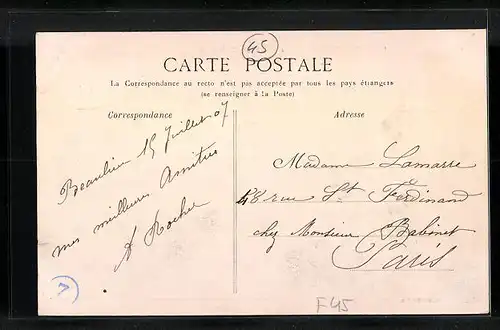 45
CARTE POSTALE
La Correspondance au recto n'est pas acceptée par tous les pays étrangers
(se renseigner à la Poste)
Correspondance
Adresse
Beaulieu 15 Juillet 07
mes meilleures Amitiés
A Rocher
Madame Lamarre
48 rue St Ferdinand
chez Monsieur Babinet
Paris
F45